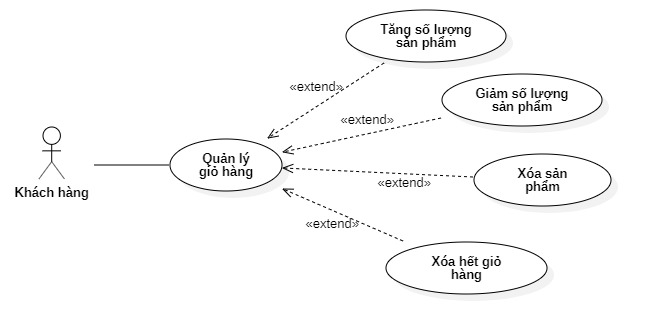 Tăng số lượng
sản phẩm
«extend»
Giảm số lượng
sản phẩm
«extend»
Quản lý
giỏ hàng
Khách hàng
Xóa sản
phẩm
«extend»
«extend»
Xóa hết giỏ
hàng